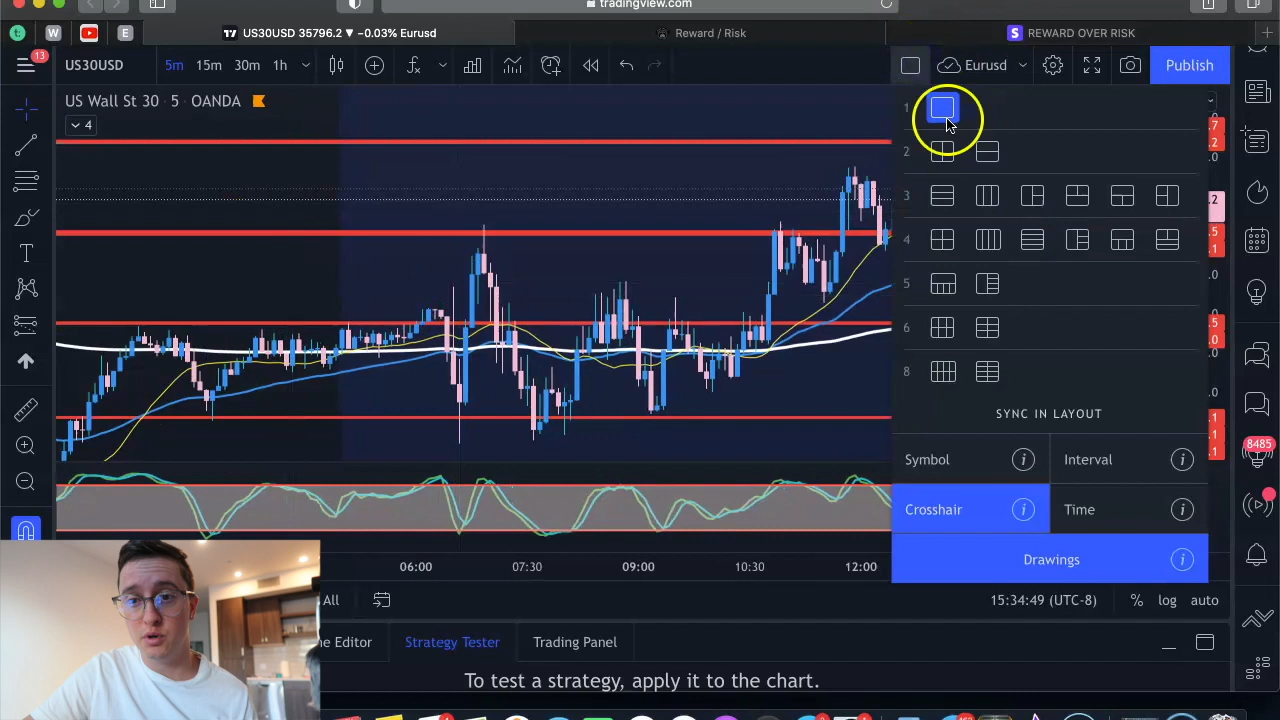 tradingview.com
W
E
US30USD 35796.2 ▼ −0.03% Eurusd
Reward / Risk
S REWARD OVER RISK
13
US30USD 5m 15m 30m 1h
Eurusd
Publish
US Wall St 30 · 5 · OANDA
4
1
2
3
4
5
6
8
SYNC IN LAYOUT
Symbol
Interval
Crosshair
Time
Drawings
8485
06:00 07:30 09:00 10:30 12:00
All
15:34:49 (UTC-8) % log auto
ne Editor Strategy Tester Trading Panel
To test a strategy, apply it to the chart.